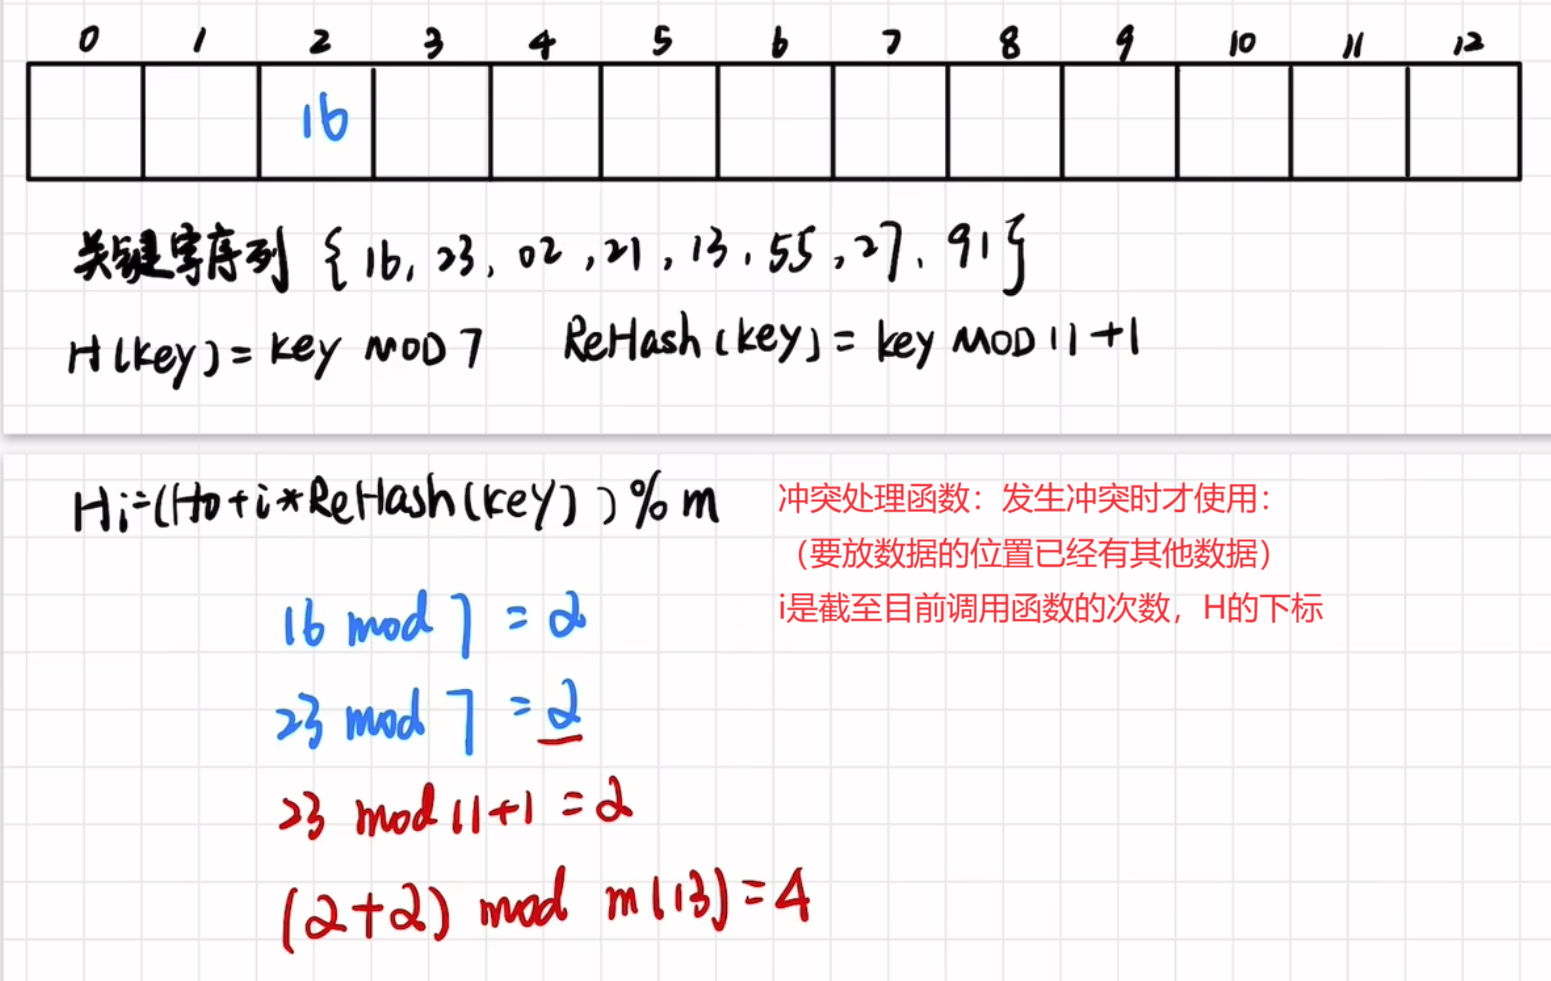 0 1 2 3 4 5 6 7 8 9 10 11 12
16
关键字序列 {16, 23, 02, 21, 13, 55, 27, 91}
H(key) = key MOD 7 ReHash(key) = key MOD 11 +1
Hi=(H0+i*ReHash(key))%m
冲突处理函数：发生冲突时才使用：
（要放数据的位置已经有其他数据）
i是截至目前调用函数的次数，H的下标
16 mod 7 = 2
23 mod 7 = 2
23 mod 11+1 = 2
(2+2) mod m(13) = 4